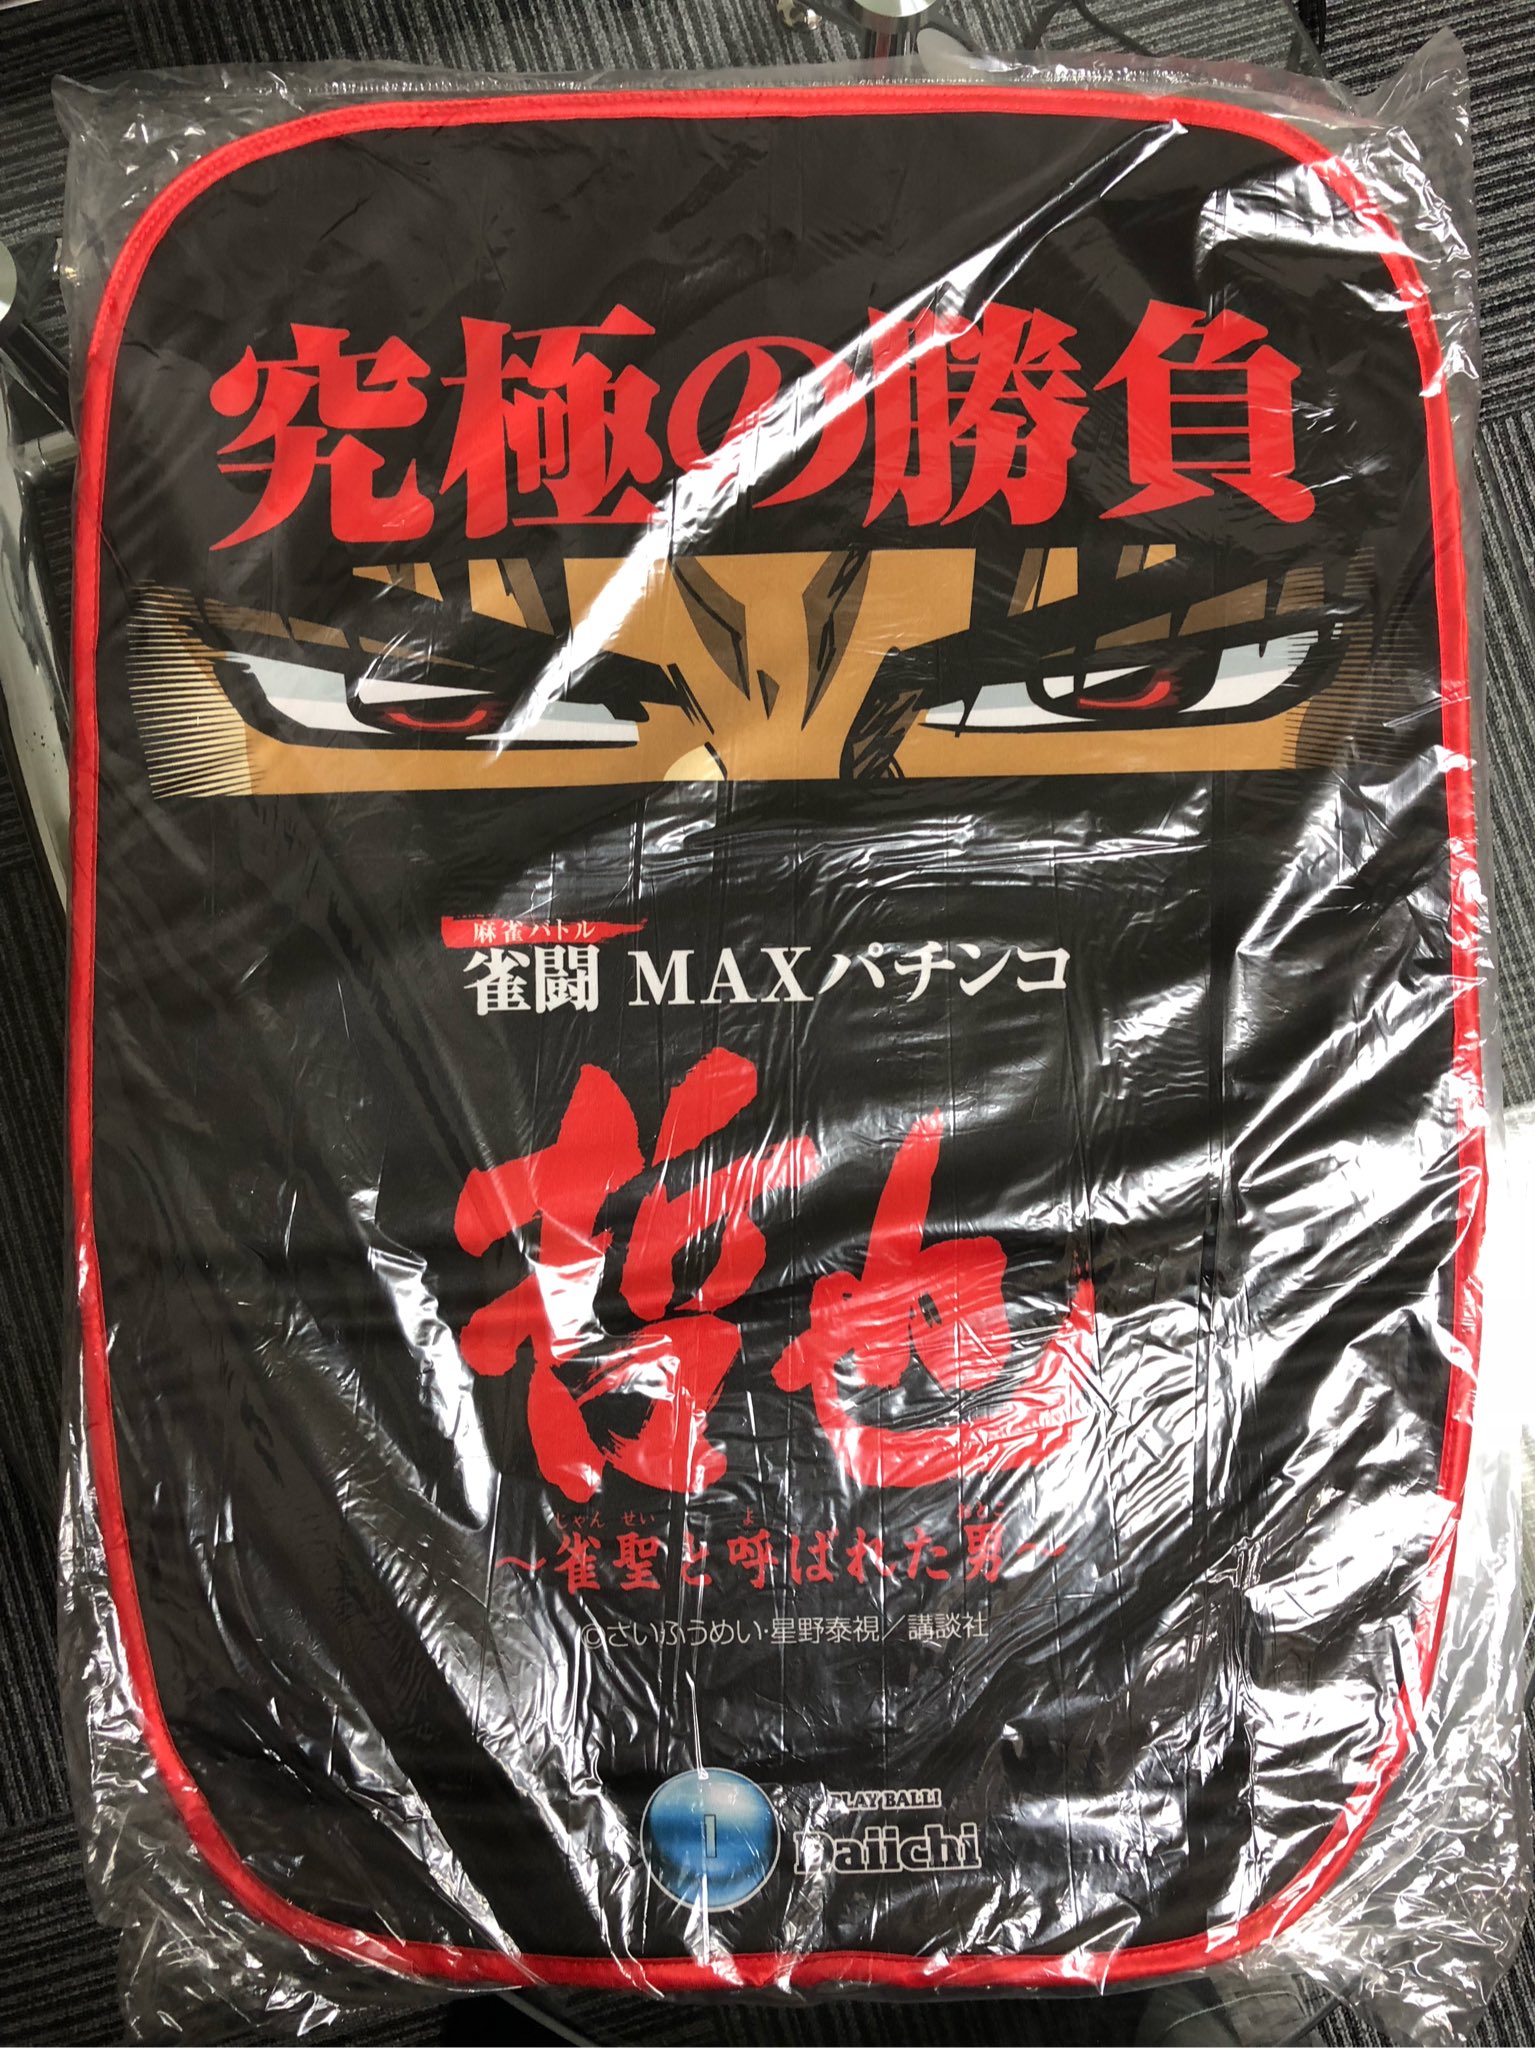 究極の勝負
麻雀バトル
雀闘 MAXパチンコ
哲也
じゃん せい よ おとこ
～雀聖と呼ばれた男～
©さいふうめい・星野泰視／講談社
PLAY BALL!
Daiichi